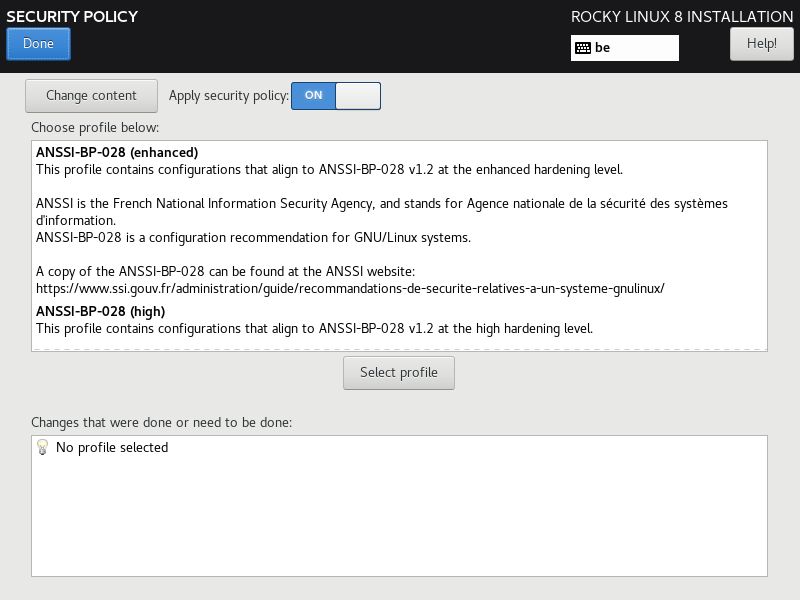 SECURITY POLICY
ROCKY LINUX 8 INSTALLATION
Done
be
Help!
Change content
Apply security policy:
ON
Choose profile below:
ANSSI-BP-028 (enhanced)
This profile contains configurations that align to ANSSI-BP-028 v1.2 at the enhanced hardening level.
ANSSI is the French National Information Security Agency, and stands for Agence nationale de la sécurité des systèmes
d'information.
ANSSI-BP-028 is a configuration recommendation for GNU/Linux systems.
A copy of the ANSSI-BP-028 can be found at the ANSSI website:
https://www.ssi.gouv.fr/administration/guide/recommandations-de-securite-relatives-a-un-systeme-gnulinux/
ANSSI-BP-028 (high)
This profile contains configurations that align to ANSSI-BP-028 v1.2 at the high hardening level.
Select profile
Changes that were done or need to be done:
No profile selected